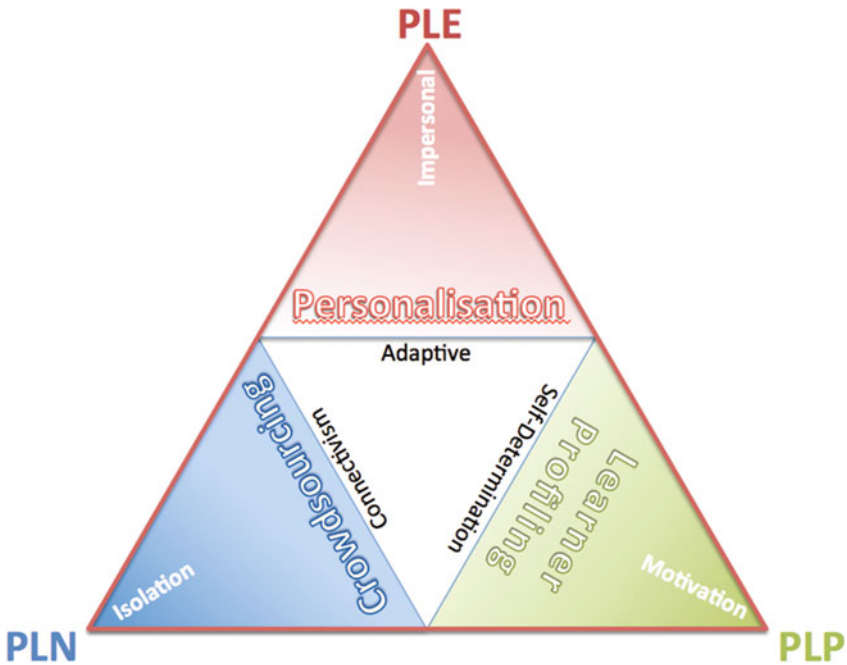 PLE
Impersonal
Personalisation
Adaptive
Crowdsourcing
Connectivism
Self-Determination
Learner
Profiling
Isolation
Motivation
PLN
PLP